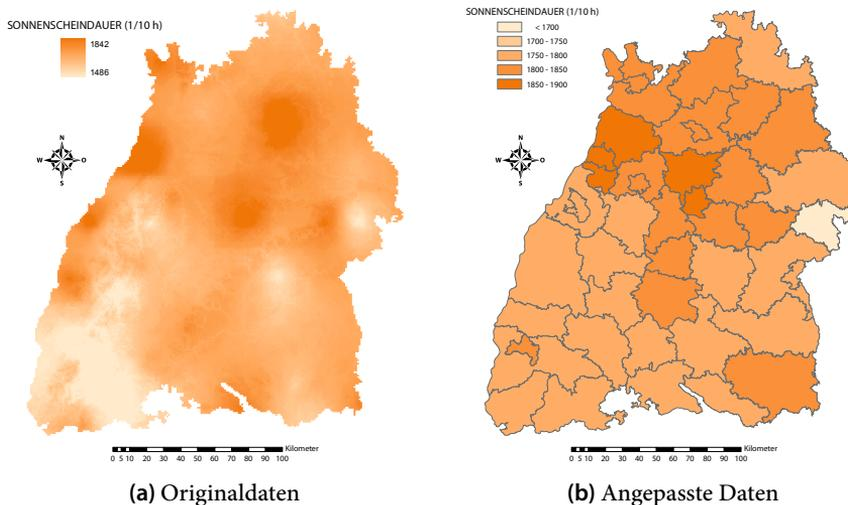 SONNENSCHEINDAUER (1/10 h)
1842
1486
N
W O
S
Kilometer
0 5 10 20 30 40 50 60 70 80 90 100
(a) Originaldaten
SONNENSCHEINDAUER (1/10 h)
< 1700
1700 - 1750
1750 - 1800
1800 - 1850
1850 - 1900
N
W O
S
Kilometer
0 5 10 20 30 40 50 60 70 80 90 100
(b) Angepasste Daten